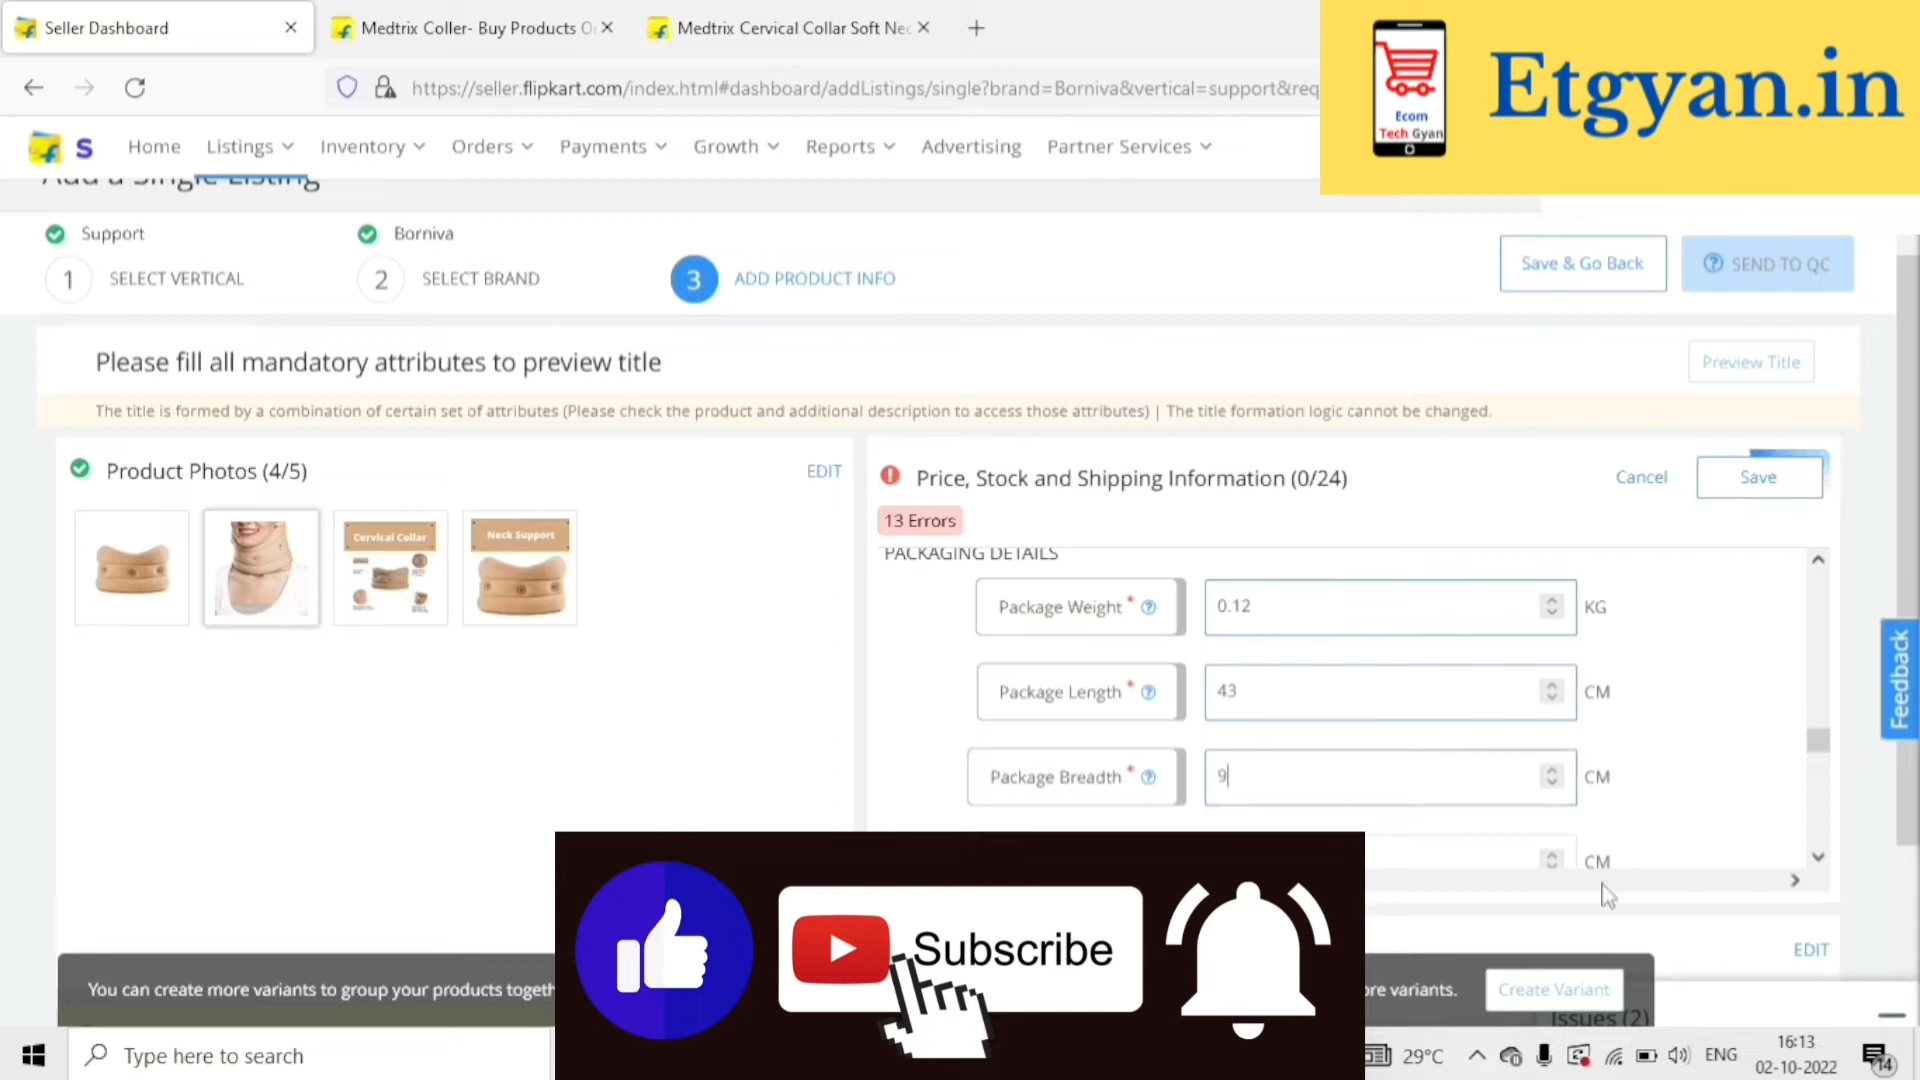 Seller Dashboard
Medtrix Coller- Buy Products O
Medtrix Cervical Collar Soft Nec
https://seller.flipkart.com/index.html#dashboard/addListings/single?brand=Borniva&vertical=support&req
Ecom
Tech Gyan
Etgyan.in
S
Home
Listings
Inventory
Orders
Payments
Growth
Reports
Advertising
Partner Services
Add a Single Listing
Support
Borniva
1 SELECT VERTICAL
2 SELECT BRAND
3 ADD PRODUCT INFO
Save & Go Back
SEND TO QC
Please fill all mandatory attributes to preview title
Preview Title
The title is formed by a combination of certain set of attributes (Please check the product and additional description to access those attributes) | The title formation logic cannot be changed.
Product Photos (4/5)
EDIT
Cervical Collar
Neck Support
Price, Stock and Shipping Information (0/24)
Cancel
Save
13 Errors
PACKAGING DETAILS
Package Weight * 0.12 KG
Package Length * 43 CM
Package Breadth * 9 CM
CM
Feedback
EDIT
Subscribe
You can create more variants to group your products togeth
re variants.
Create Variant
Issues (2)
Type here to search
29°C
ENG
16:13
02-10-2022
14